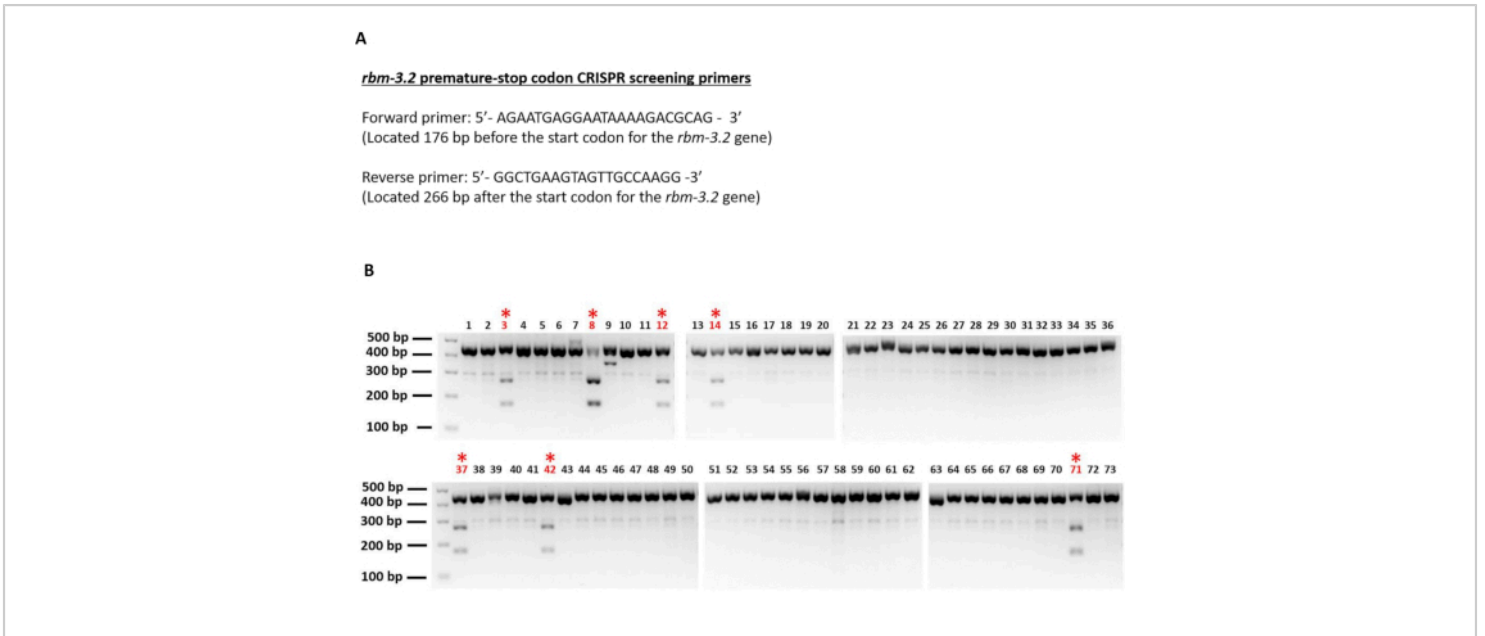 A
rbm-3.2 premature-stop codon CRISPR screening primers
Forward primer: 5′- AGAATGAGGAATAAAAGACGCAG - 3′
(Located 176 bp before the start codon for the rbm-3.2 gene)
Reverse primer: 5′- GGCTGAAGTAGTTGCCAAGG -3′
(Located 266 bp after the start codon for the rbm-3.2 gene)
B
* * * *
1 2 3 4 5 6 7 8 9 10 11 12 13 14 15 16 17 18 19 20 21 22 23 24 25 26 27 28 29 30 31 32 33 34 35 36
500 bp
400 bp
300 bp
200 bp
100 bp
* * *
37 38 39 40 41 42 43 44 45 46 47 48 49 50 51 52 53 54 55 56 57 58 59 60 61 62 63 64 65 66 67 68 69 70 71 72 73
500 bp
400 bp
300 bp
200 bp
100 bp